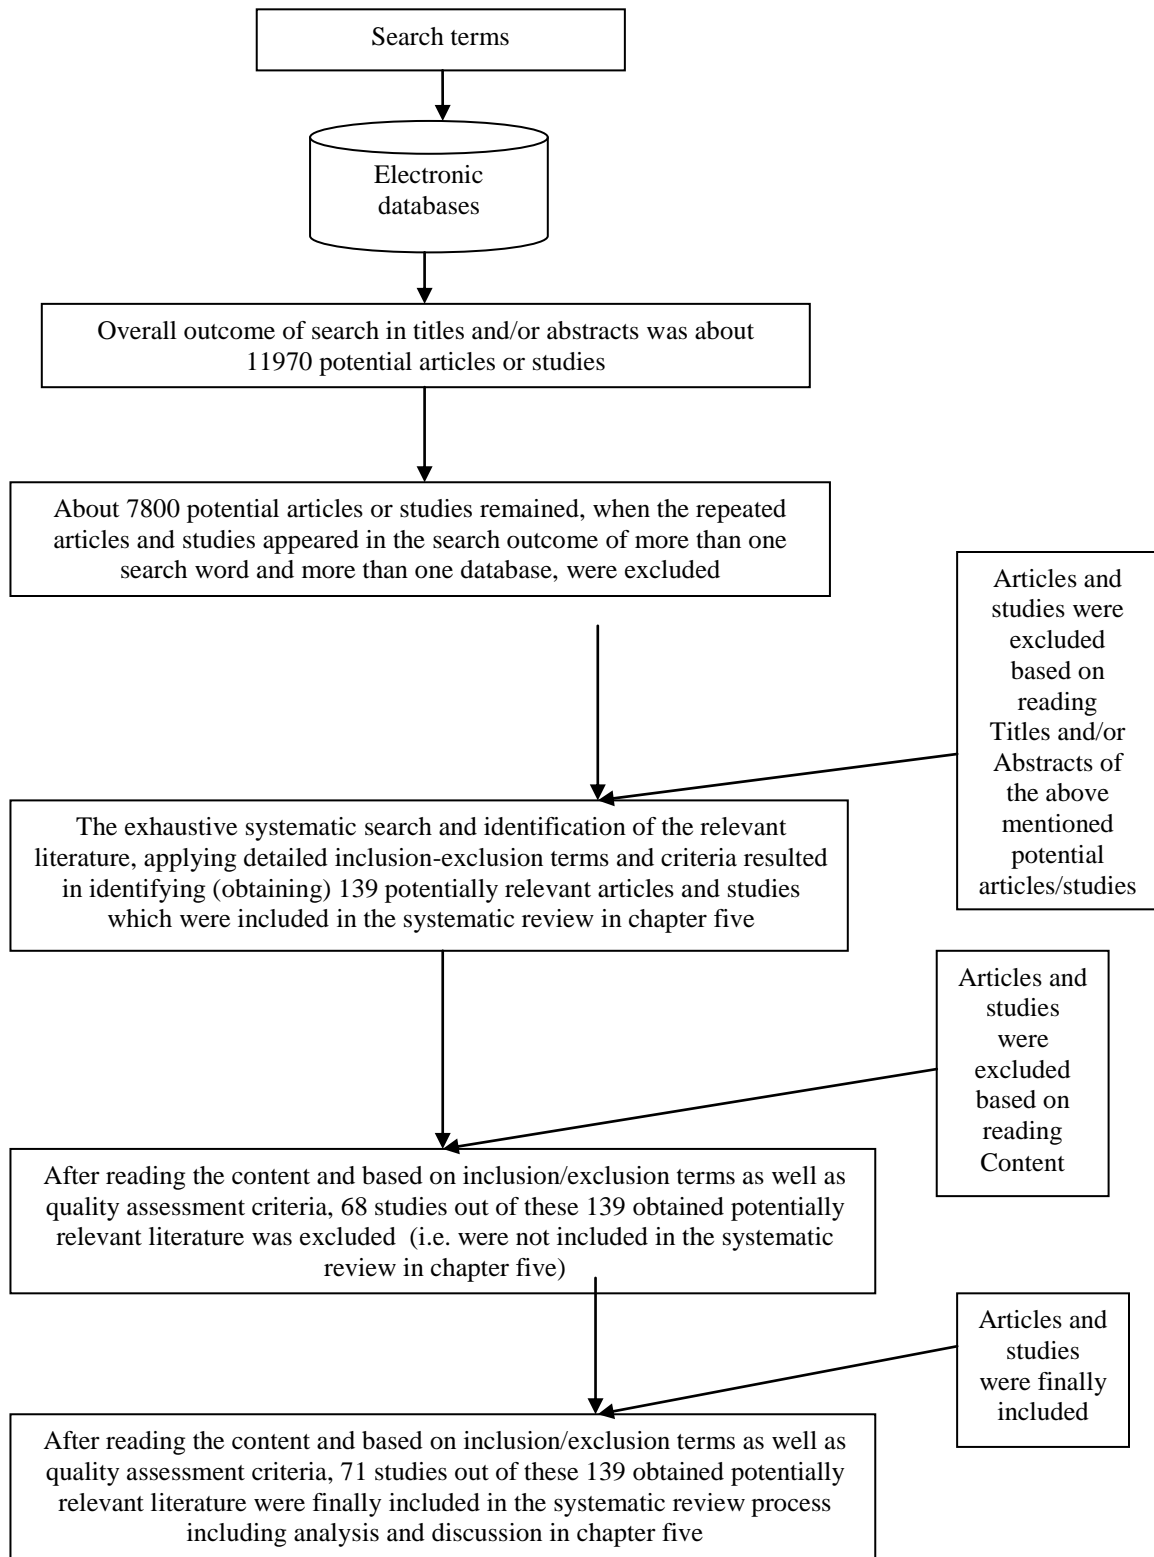 Search terms
Electronic
databases
Overall outcome of search in titles and/or abstracts was about
11970 potential articles or studies
About 7800 potential articles or studies remained, when the repeated
articles and studies appeared in the search outcome of more than one
search word and more than one database, were excluded
Articles and
studies were
excluded
based on
reading
Titles and/or
Abstracts of
the above
mentioned
potential
articles/studies
The exhaustive systematic search and identification of the relevant
literature, applying detailed inclusion-exclusion terms and criteria resulted
in identifying (obtaining) 139 potentially relevant articles and studies
which were included in the systematic review in chapter five
Articles and
studies
were
excluded
based on
reading
Content
After reading the content and based on inclusion/exclusion terms as well as
quality assessment criteria, 68 studies out of these 139 obtained potentially
relevant literature was excluded (i.e. were not included in the systematic
review in chapter five)
Articles and
studies
were finally
included
After reading the content and based on inclusion/exclusion terms as well as
quality assessment criteria, 71 studies out of these 139 obtained potentially
relevant literature were finally included in the systematic review process
including analysis and discussion in chapter five